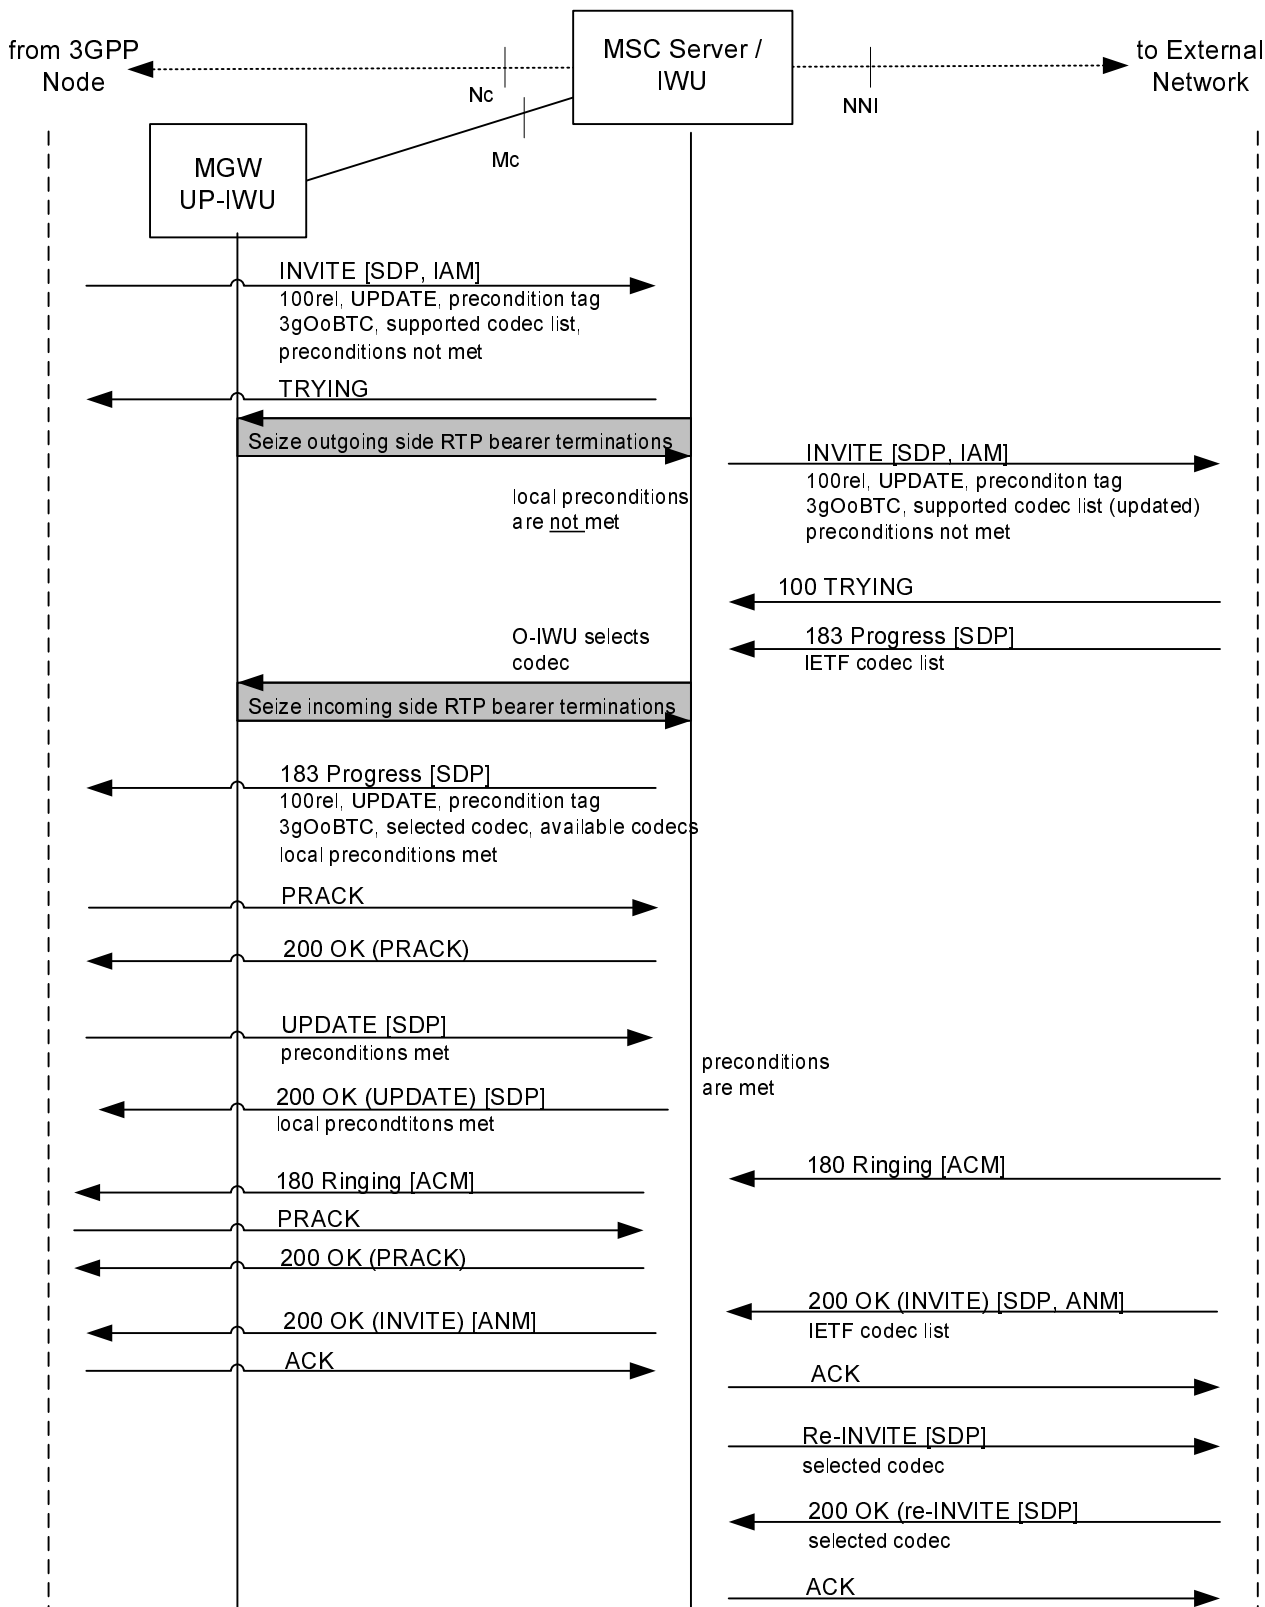 from 3GPP
Node
MSC Server /
IWU
to External
Network
Nc
NNI
Mc
MGW
UP-IWU
INVITE [SDP, IAM]
100rel, UPDATE, precondition tag
3gOoBTC, supported codec list,
preconditions not met
TRYING
Seize outgoing side RTP bearer terminations
INVITE [SDP, IAM]
100rel, UPDATE, preconditon tag
3gOoBTC, supported codec list (updated)
preconditions not met
local preconditions
are not met
100 TRYING
183 Progress [SDP]
IETF codec list
O-IWU selects
codec
Seize incoming side RTP bearer terminations
183 Progress [SDP]
100rel, UPDATE, precondition tag
3gOoBTC, selected codec, available codecs
local preconditions met
PRACK
200 OK (PRACK)
UPDATE [SDP]
preconditions met
preconditions
are met
200 OK (UPDATE) [SDP]
local precondtitons met
180 Ringing [ACM]
180 Ringing [ACM]
PRACK
200 OK (PRACK)
200 OK (INVITE) [SDP, ANM]
IETF codec list
200 OK (INVITE) [ANM]
ACK
ACK
Re-INVITE [SDP]
selected codec
200 OK (re-INVITE [SDP]
selected codec
ACK